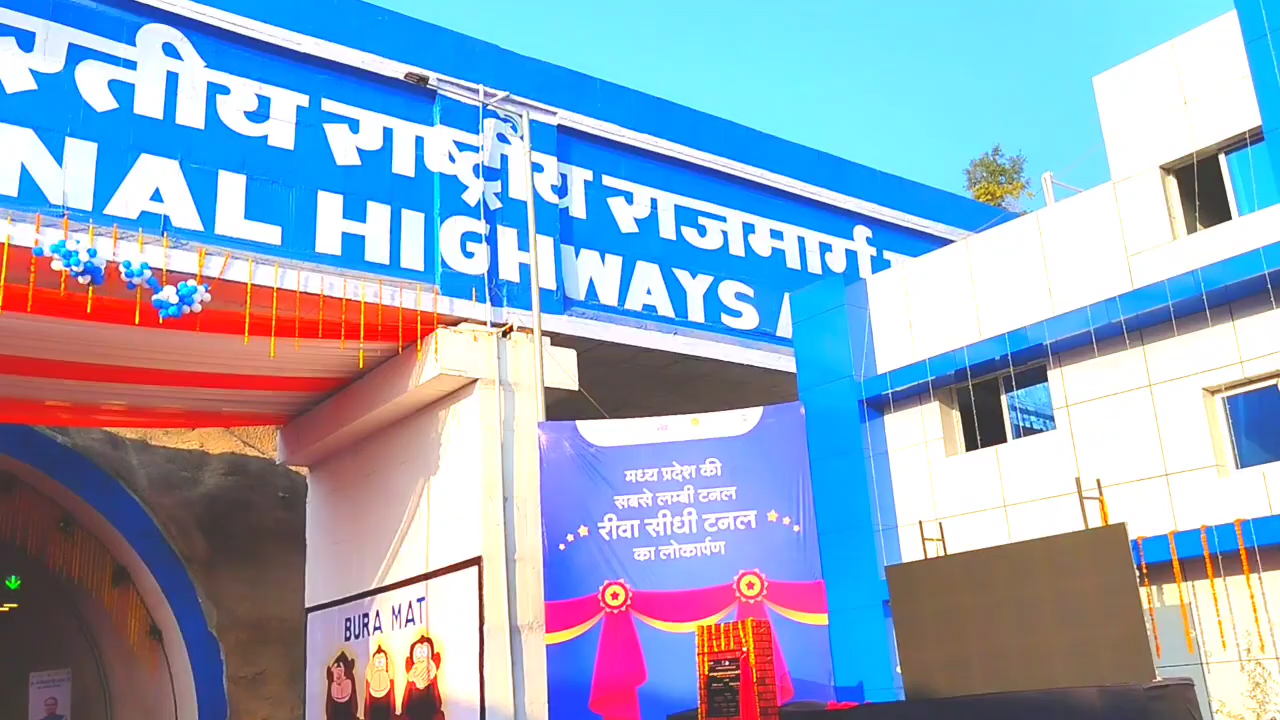 रतीय राष्ट्रीय राजमार्ग
NAL HIGHWAYS A
मध्य प्रदेश की
सबसे लम्बी टनल
रीवा सीधी टनल
का लोकार्पण
BURA MAT